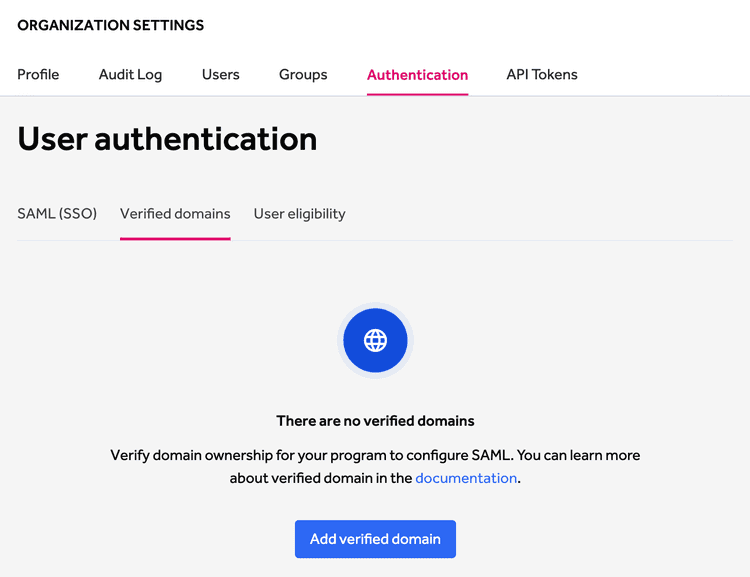 ORGANIZATION SETTINGS
Profile Audit Log Users Groups Authentication API Tokens
User authentication
SAML (SSO) Verified domains User eligibility
There are no verified domains
Verify domain ownership for your program to configure SAML. You can learn more
about verified domain in the documentation.
Add verified domain